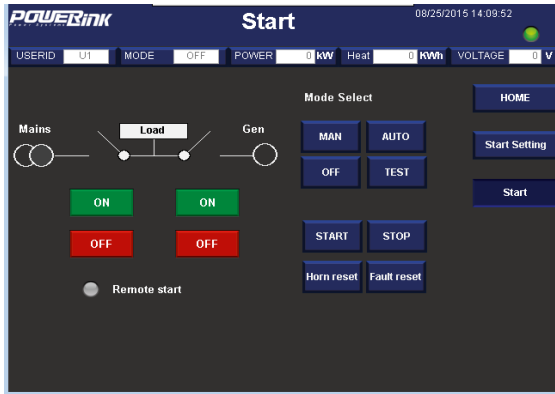 POWERLINK Start 08/25/2015 14:09:52
Power Systems
USERID U1 MODE OFF POWER 0 kW Heat 0 KWh VOLTAGE 0 V
Mode Select HOME
Mains Load Gen
MAN AUTO Start Setting
OFF TEST
ON ON Start
START STOP
OFF OFF
Horn reset Fault reset
Remote start